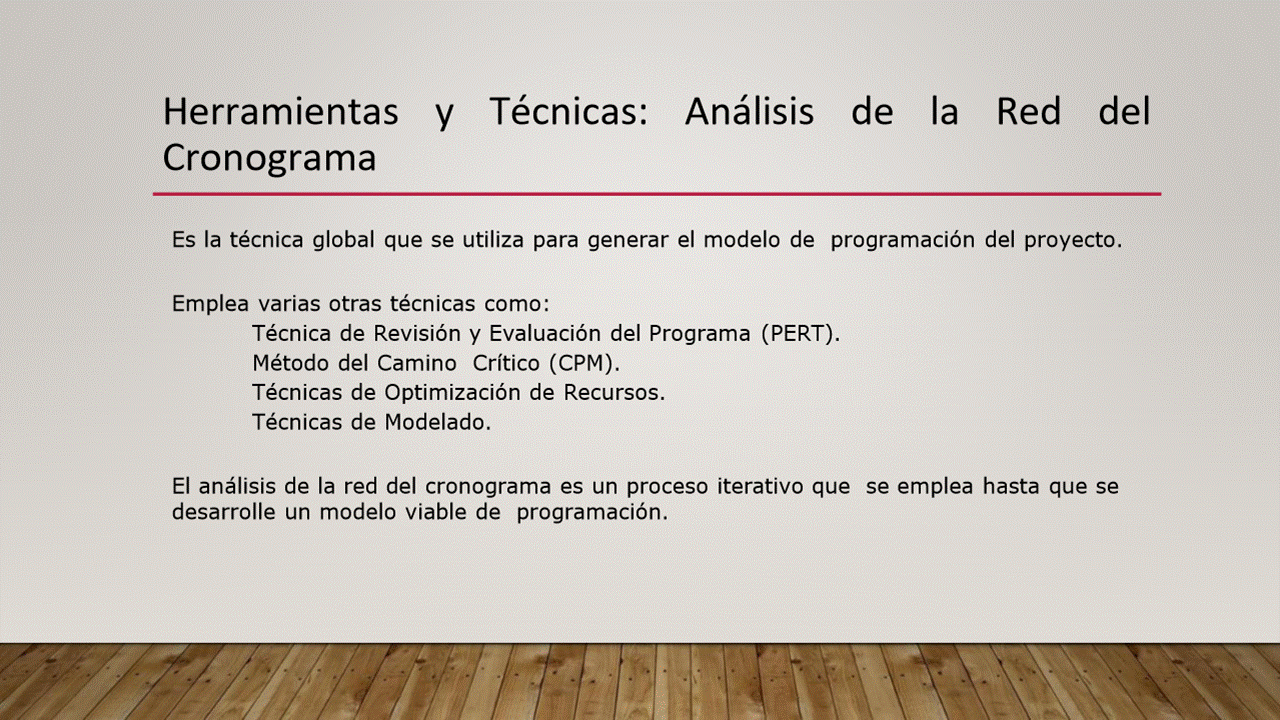 Herramientas y Técnicas: Análisis de la Red del
Cronograma
Es la técnica global que se utiliza para generar el modelo de programación del proyecto.
Emplea varias otras técnicas como:
Técnica de Revisión y Evaluación del Programa (PERT).
Método del Camino Crítico (CPM).
Técnicas de Optimización de Recursos.
Técnicas de Modelado.
El análisis de la red del cronograma es un proceso iterativo que se emplea hasta que se
desarrolle un modelo viable de programación.